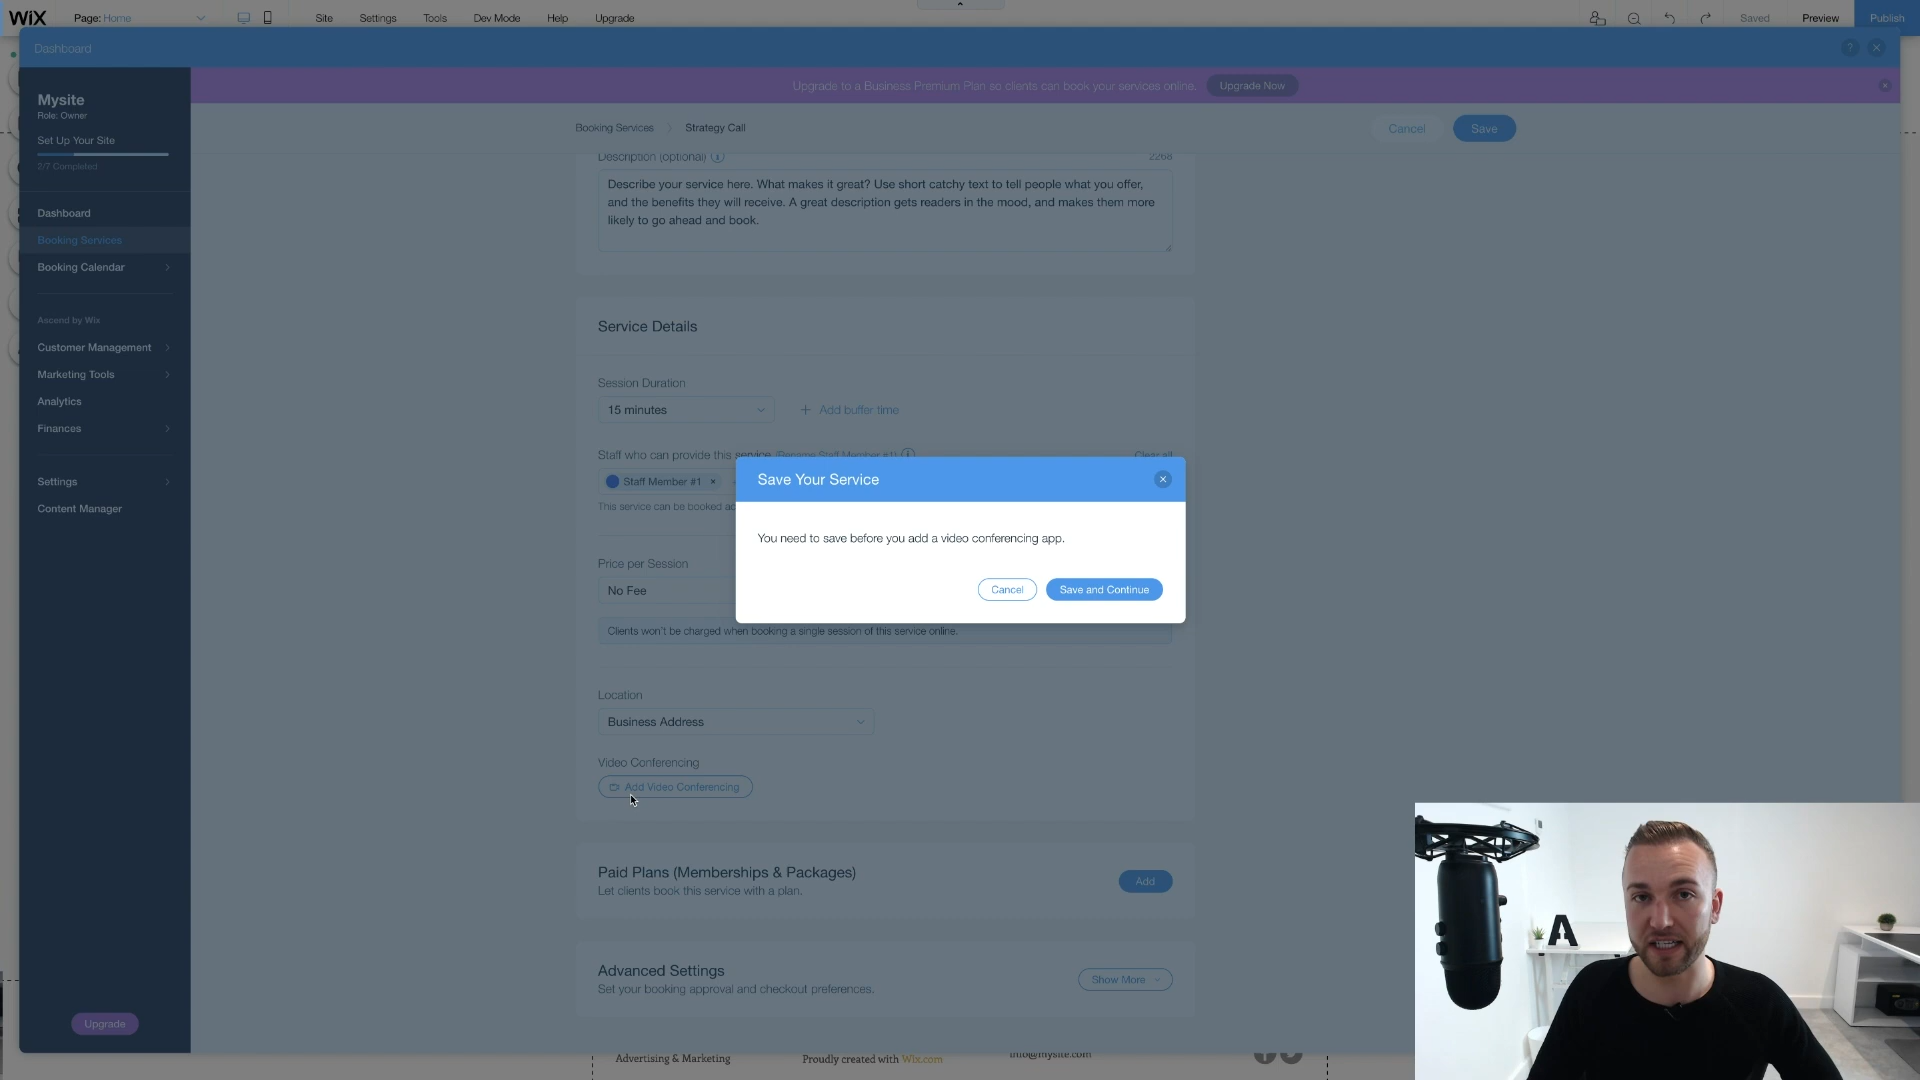 WiX Page: Home Site Settings Tools Dev Mode Help Upgrade Saved Preview Publish
Dashboard ?
Upgrade to a Business Premium Plan so clients can book your services online. Upgrade Now
Mysite
Role: Owner
Set Up Your Site
2/7 Completed
Dashboard
Booking Services
Booking Calendar
Ascend by Wix
Customer Management
Marketing Tools
Analytics
Finances
Settings
Content Manager
Upgrade
Booking Services Strategy Call Cancel Save
Description (optional) 2268
Describe your service here. What makes it great? Use short catchy text to tell people what you offer,
and the benefits they will receive. A great description gets readers in the mood, and makes them more
likely to go ahead and book.
Service Details
Session Duration
15 minutes + Add buffer time
Staff who can provide this service (Rename Staff Member #1) Clear all
Staff Member #1
This service can be booked
Save Your Service
You need to save before you add a video conferencing app.
Cancel Save and Continue
Price per Session
No Fee
Clients won't be charged when booking a single session of this service online.
Location
Business Address
Video Conferencing
Add Video Conferencing
Paid Plans (Memberships & Packages)
Let clients book this service with a plan.
Add
Advanced Settings
Set your booking approval and checkout preferences.
Show More
Advertising & Marketing Proudly created with Wix.com info@mysite.com
A